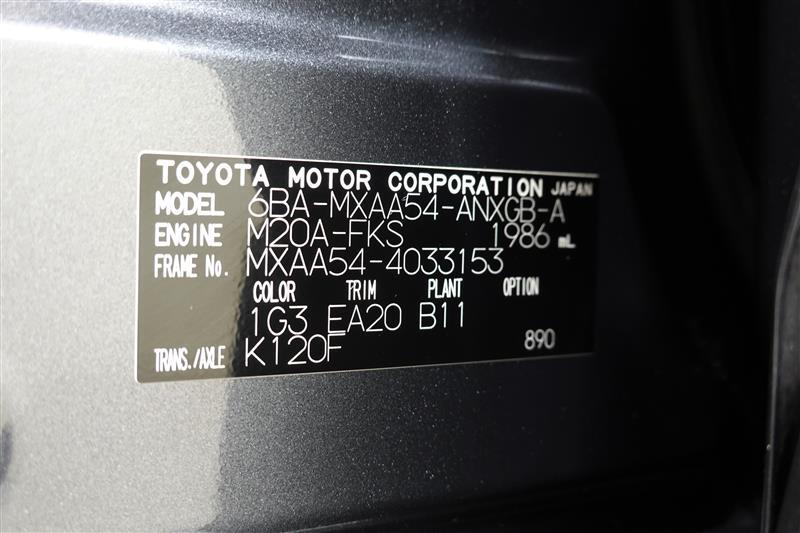 TOYOTA MOTOR CORPORATION JAPAN
MODEL 6BA-MXAA54-ANXGB-A
ENGINE M20A-FKS 1986 mL
FRAME No. MXAA54-4033153
COLOR TRIM PLANT OPTION
1G3 EA20 B11
TRANS./AXLE K120F 890